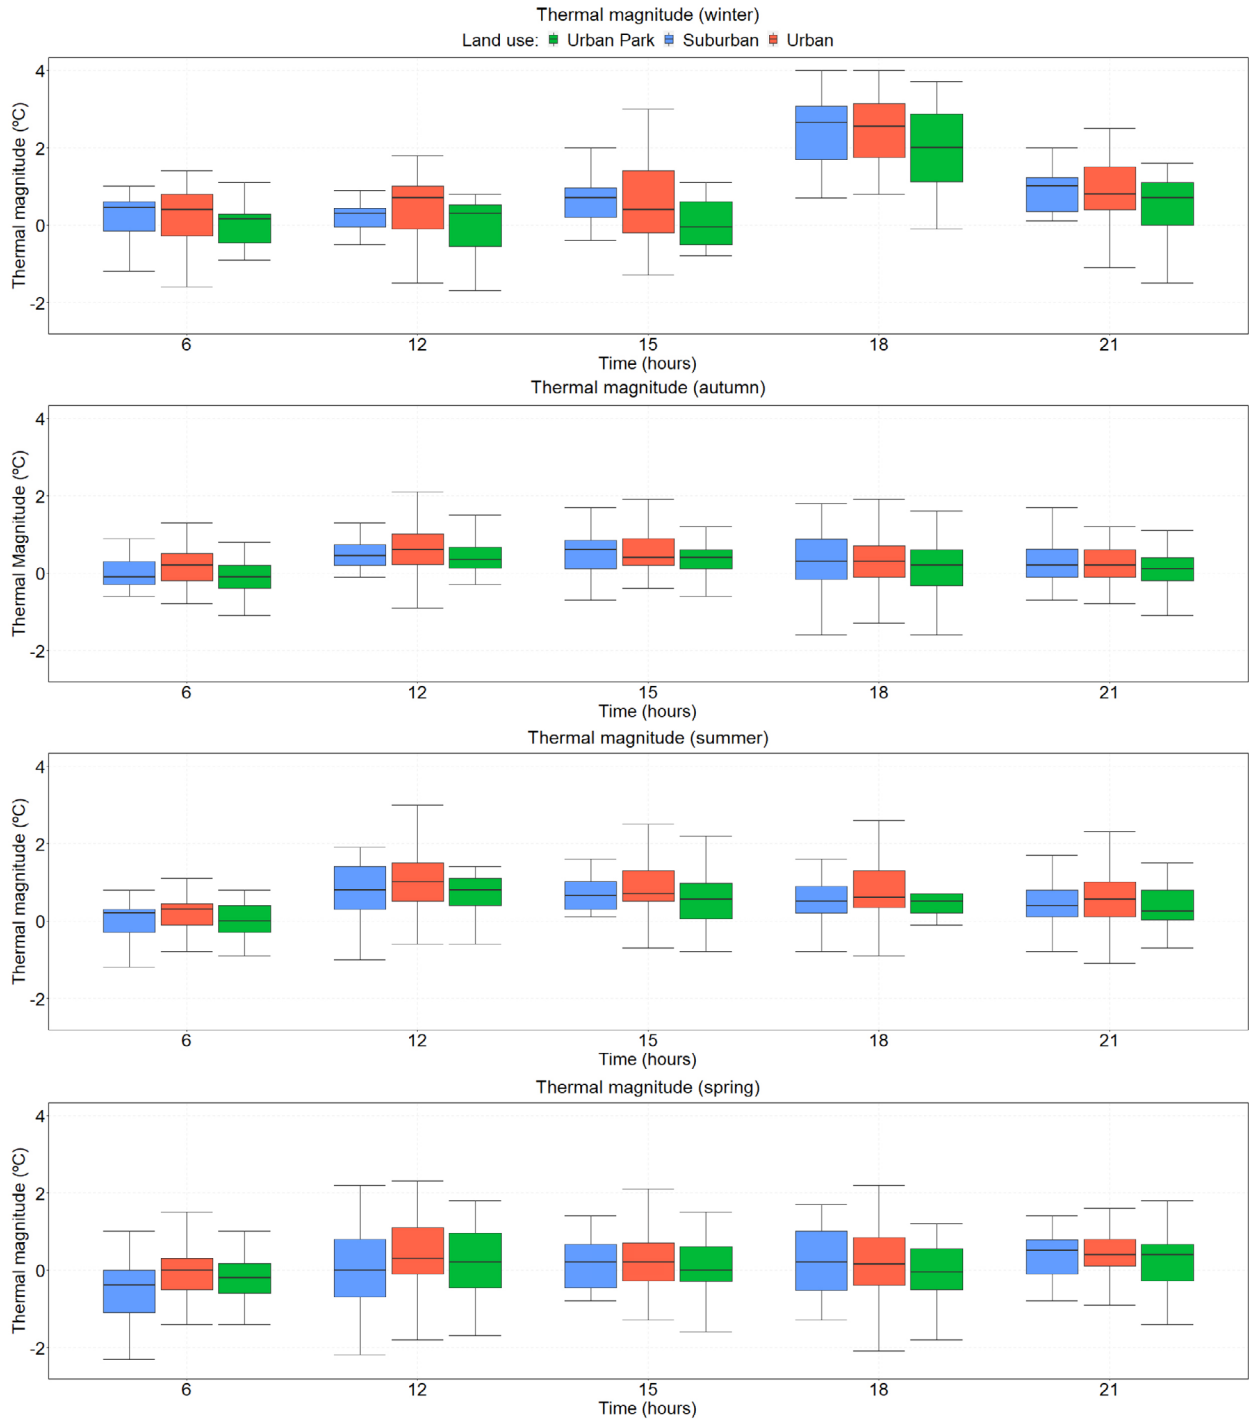 Thermal magnitude (winter)
Land use: Urban Park Suburban Urban
Thermal magnitude (ºC)
4
2
0
-2
6 12 15 18 21
Time (hours)
Thermal magnitude (autumn)
Thermal Magnitude (ºC)
4
2
0
-2
6 12 15 18 21
Time (hours)
Thermal magnitude (summer)
Thermal magnitude (ºC)
4
2
0
-2
6 12 15 18 21
Time (hours)
Thermal magnitude (spring)
Thermal magnitude (ºC)
4
2
0
-2
6 12 15 18 21
Time (hours)